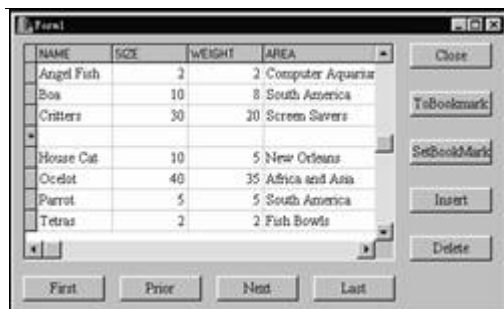 Form1
NAME SIZE WEIGHT AREA
Angel Fish 2 2 Computer Aquariur
Boa 10 8 South America
Critters 30 20 Screen Savers
House Cat 10 5 New Orleans
Ocelot 40 35 Africa and Asia
Parrot 5 5 South America
Tetras 2 2 Fish Bowls
Close
ToBookmark
SetBookMark
Insert
Delete
First Prior Next Last